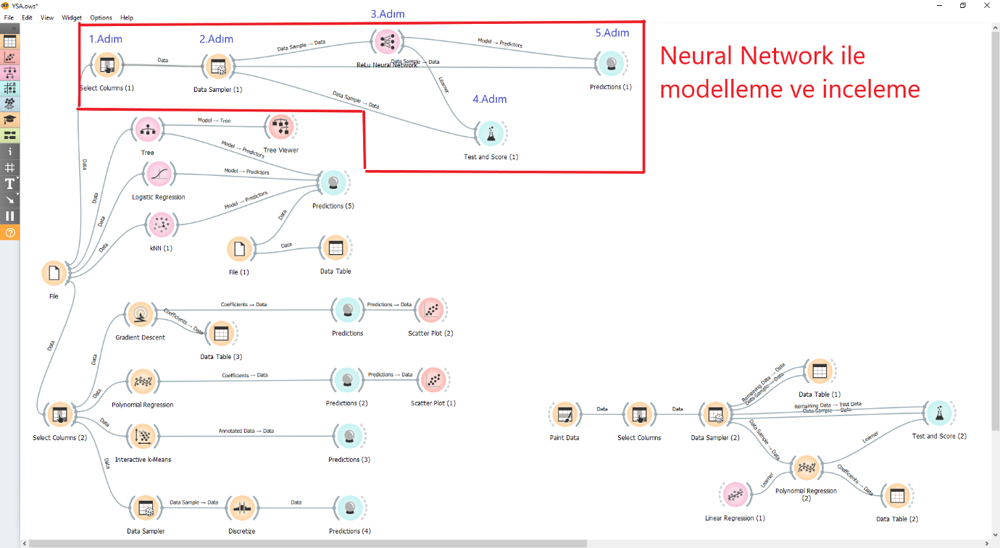 YSA.ows*
File Edit View Widget Options Help
3.Adım
1.Adım
2.Adım
5.Adım
Neural Network ile
modelleme ve inceleme
Data
Data Sample → Data
Model → Predictors
ReLu Neural Network
Data Sample → Data
Select Columns (1)
Data Sampler (1)
Predictions (1)
Learner
Data Sample → Data
4.Adım
Test and Score (1)
Model → Tree
Tree
Tree Viewer
Model → Predictors
Data
Logistic Regression
Model → Predictors
Data
Model → Predictors
Predictions (5)
Data
kNN (1)
Data
Data
Data
File (1)
Data Table
File
Data
Coefficients → Data
Coefficients → Data
Predictions → Data
Gradient Descent
Predictions
Scatter Plot (2)
Data Table (3)
Data
Coefficients → Data
Predictions → Data
Polynomial Regression
Predictions (2)
Scatter Plot (1)
Data
Select Columns (2)
Data
Annotated Data → Data
Interactive k-Means
Predictions (3)
Data
Data Sample → Data
Data
Data Sampler
Discretize
Predictions (4)
Remaining Data → Data
Data Sample → Data
Data Table (1)
Remaining Data → Test Data
Data Sample → Data
Data
Data
Paint Data
Select Columns
Data Sampler (2)
Test and Score (2)
Data Sample → Data
Learner
Learner
Polynomial Regression
(2)
Coefficients → Data
Linear Regression (1)
Data Table (2)